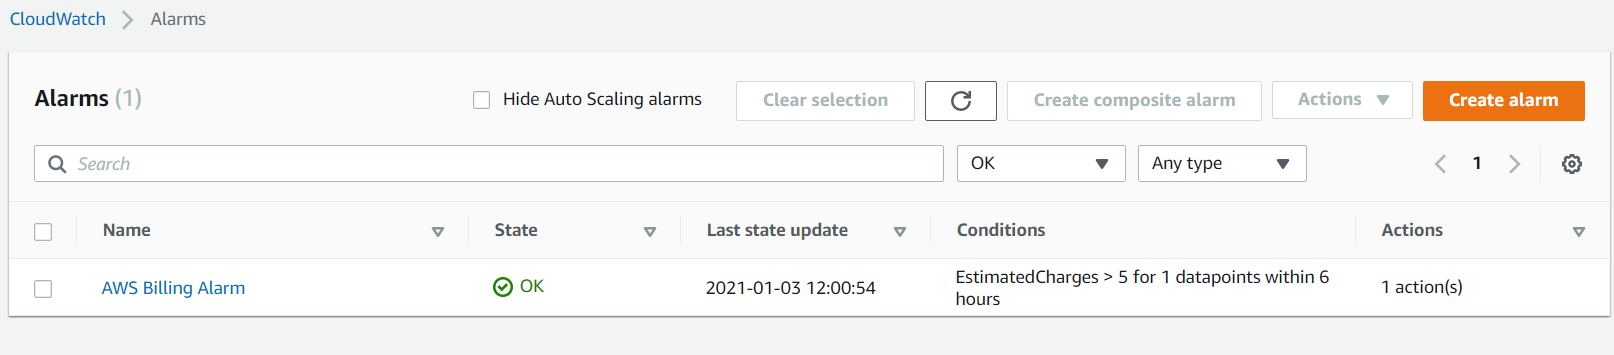 CloudWatch > Alarms
Alarms (1) Hide Auto Scaling alarms Clear selection Create composite alarm Actions Create alarm
Search OK Any type 1
Name State Last state update Conditions Actions
AWS Billing Alarm OK 2021-01-03 12:00:54 EstimatedCharges > 5 for 1 datapoints within 6 1 action(s)
hours